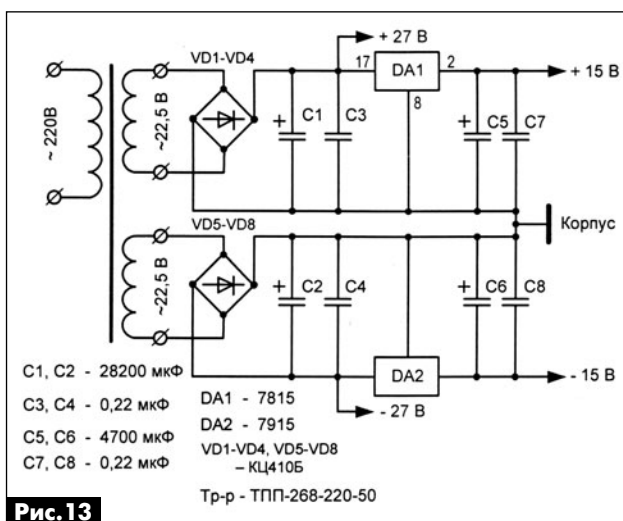 + 27 В
VD1-VD4
17 DA1 2
8
+ 15 В
~ 220В
~22,5 В
+ C1 C3 + C5 C7
VD5-VD8
Корпус
~22,5 В
+ C2 C4 + C6 C8
DA2
- 15 В
- 27 В
C1, C2 - 28200 мкФ
C3, C4 - 0,22 мкФ
C5, C6 - 4700 мкФ
C7, C8 - 0,22 мкФ
DA1 - 7815
DA2 - 7915
VD1-VD4, VD5-VD8
– КЦ410Б
Тр-р - ТПП-268-220-50
Рис.13